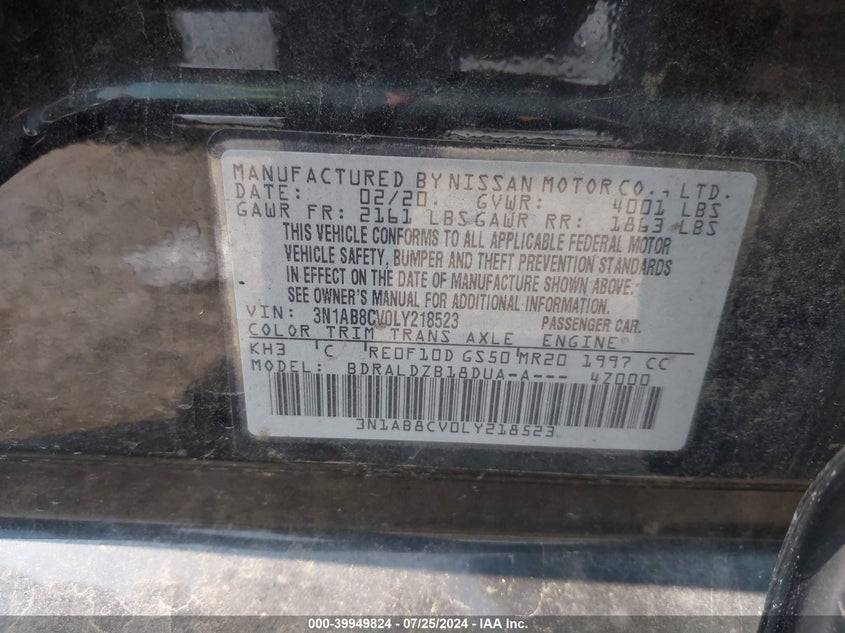 MANUFACTURED BY NISSAN MOTOR CO., LTD.
DATE: 02/20 GVWR: 4001 LBS
GAWR FR: 2161 LBS GAWR RR: 1863 LBS
THIS VEHICLE CONFORMS TO ALL APPLICABLE FEDERAL MOTOR
VEHICLE SAFETY, BUMPER AND THEFT PREVENTION STANDARDS
IN EFFECT ON THE DATE OF MANUFACTURE SHOWN ABOVE.
SEE OWNER'S MANUAL FOR ADDITIONAL INFORMATION.
VIN: 3N1AB8CV0LY218523 PASSENGER CAR.
COLOR TRIM TRANS AXLE ENGINE
KH3 C RE0F10D GS50 MR20 1997 CC
MODEL: BDRALDZB18DUA-A--- 4Z000
3N1AB8CV0LY218523
000-39949824 - 07/25/2024 - IAAI Inc.